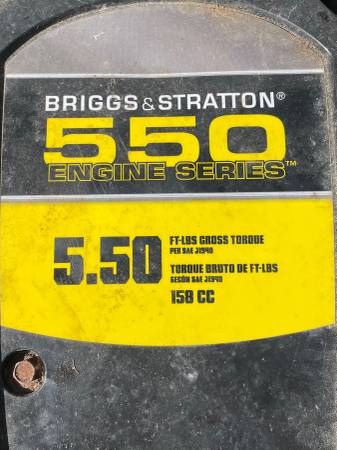 BRIGGS & STRATTON®
550
ENGINE SERIES™
5.50
FT-LBS GROSS TORQUE
PER SAE J1940
TORQUE BRUTO DE FT-LBS
SEGÚN SAE J1940
158 CC